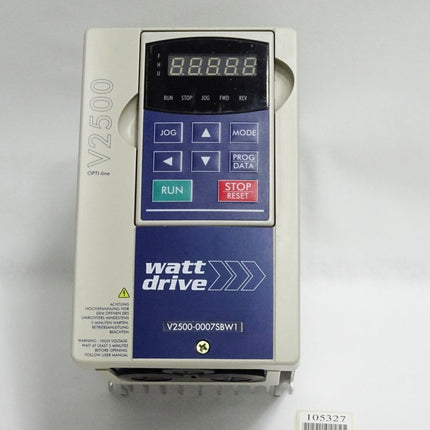 F
H
U
RUN STOP JOG FWD REV
V2500
OPTI-line
JOG ▲ MODE
◄ ▼ PROG
DATA
RUN STOP
RESET
watt
drive
V2500-0007SBW1
ACHTUNG
HOCHSPANNUNG VOR
DEM ÖFFNEN DES
UMRICHTERS MINDESTENS
5 MINUTEN WARTEN.
BETRIEBSANLEITUNG
BEACHTEN
WARNING - HIGH VOLTAGE
WAIT AT LEAST 5 MINUTES
BEFORE OPENING
FOLLOW USER MANUAL
105327